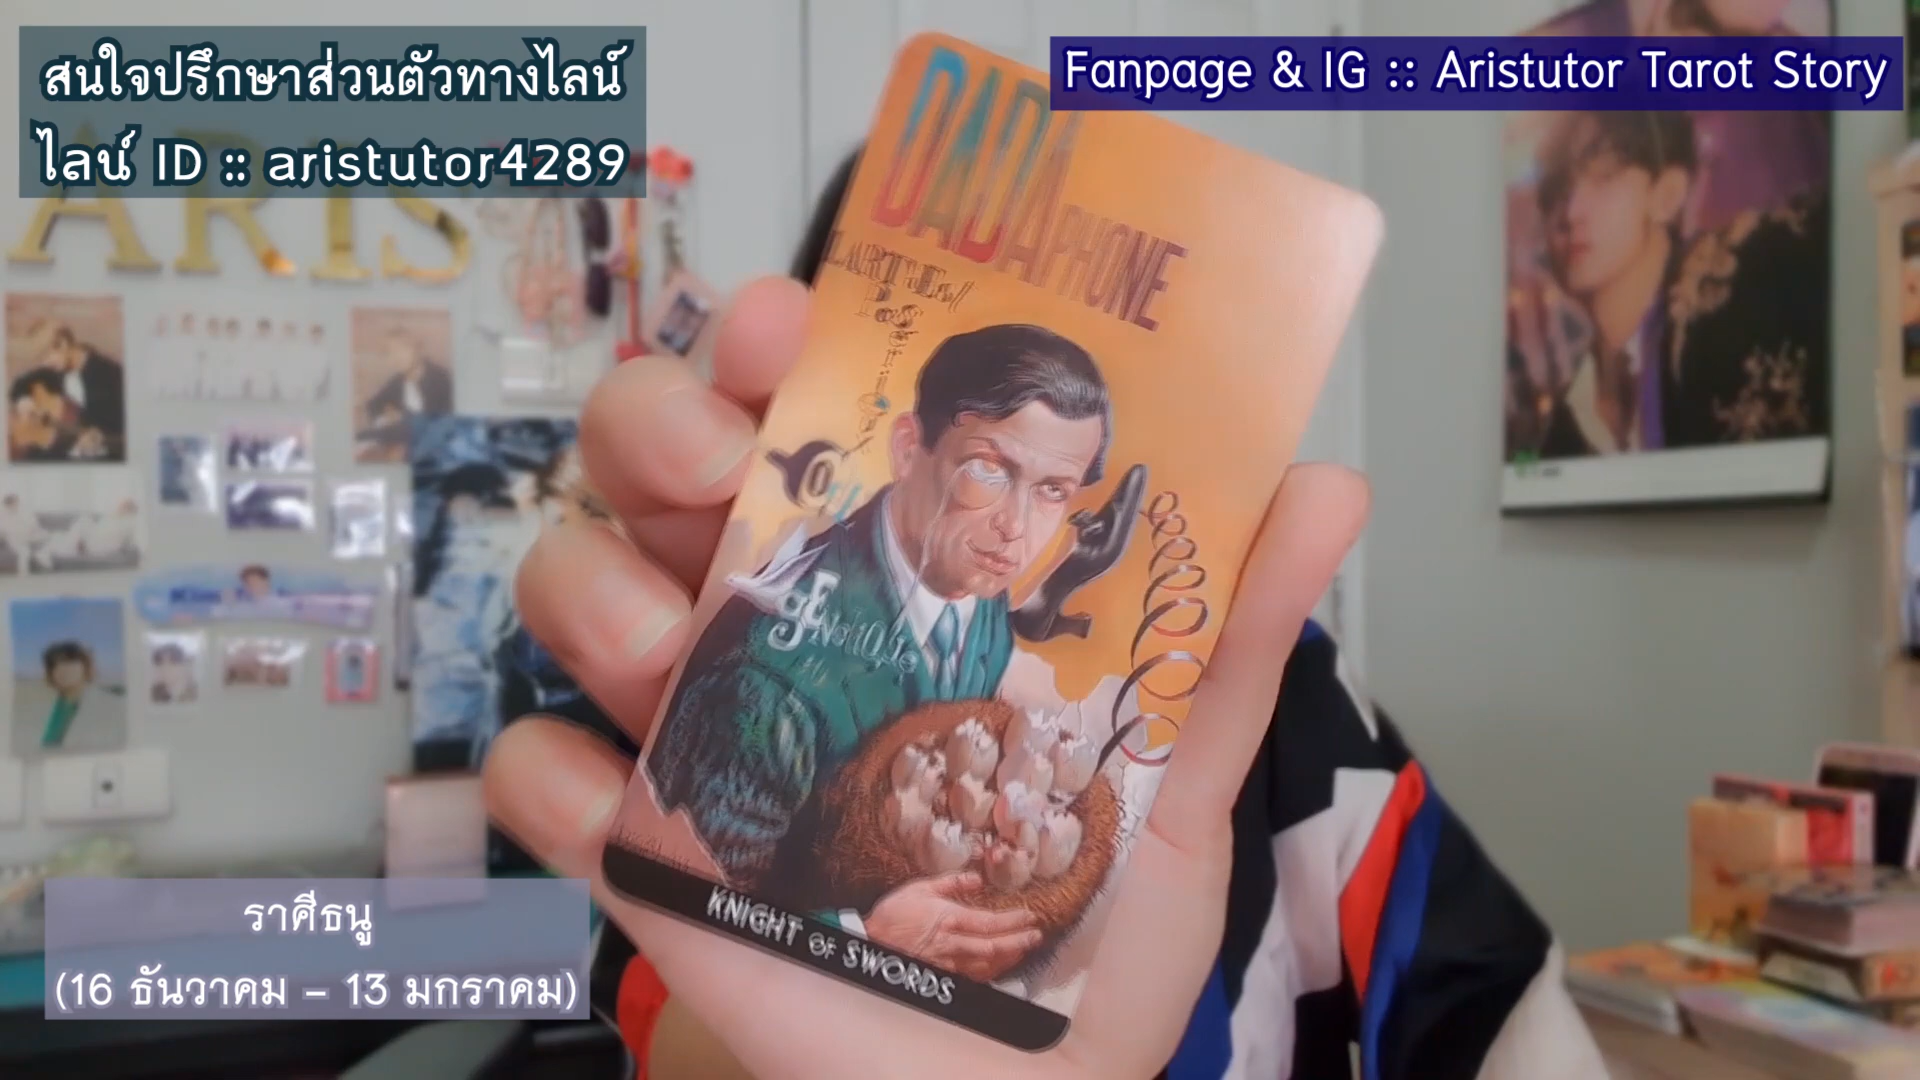 สนใจปรึกษาส่วนตัวทางไลน์
ไลน์ ID :: aristutor4289
Fanpage & IG :: Aristutor Tarot Story
ARIS
DADAPHONE
KNIGHT OF SWORDS
ราศีธนู
(16 ธันวาคม – 13 มกราคม)